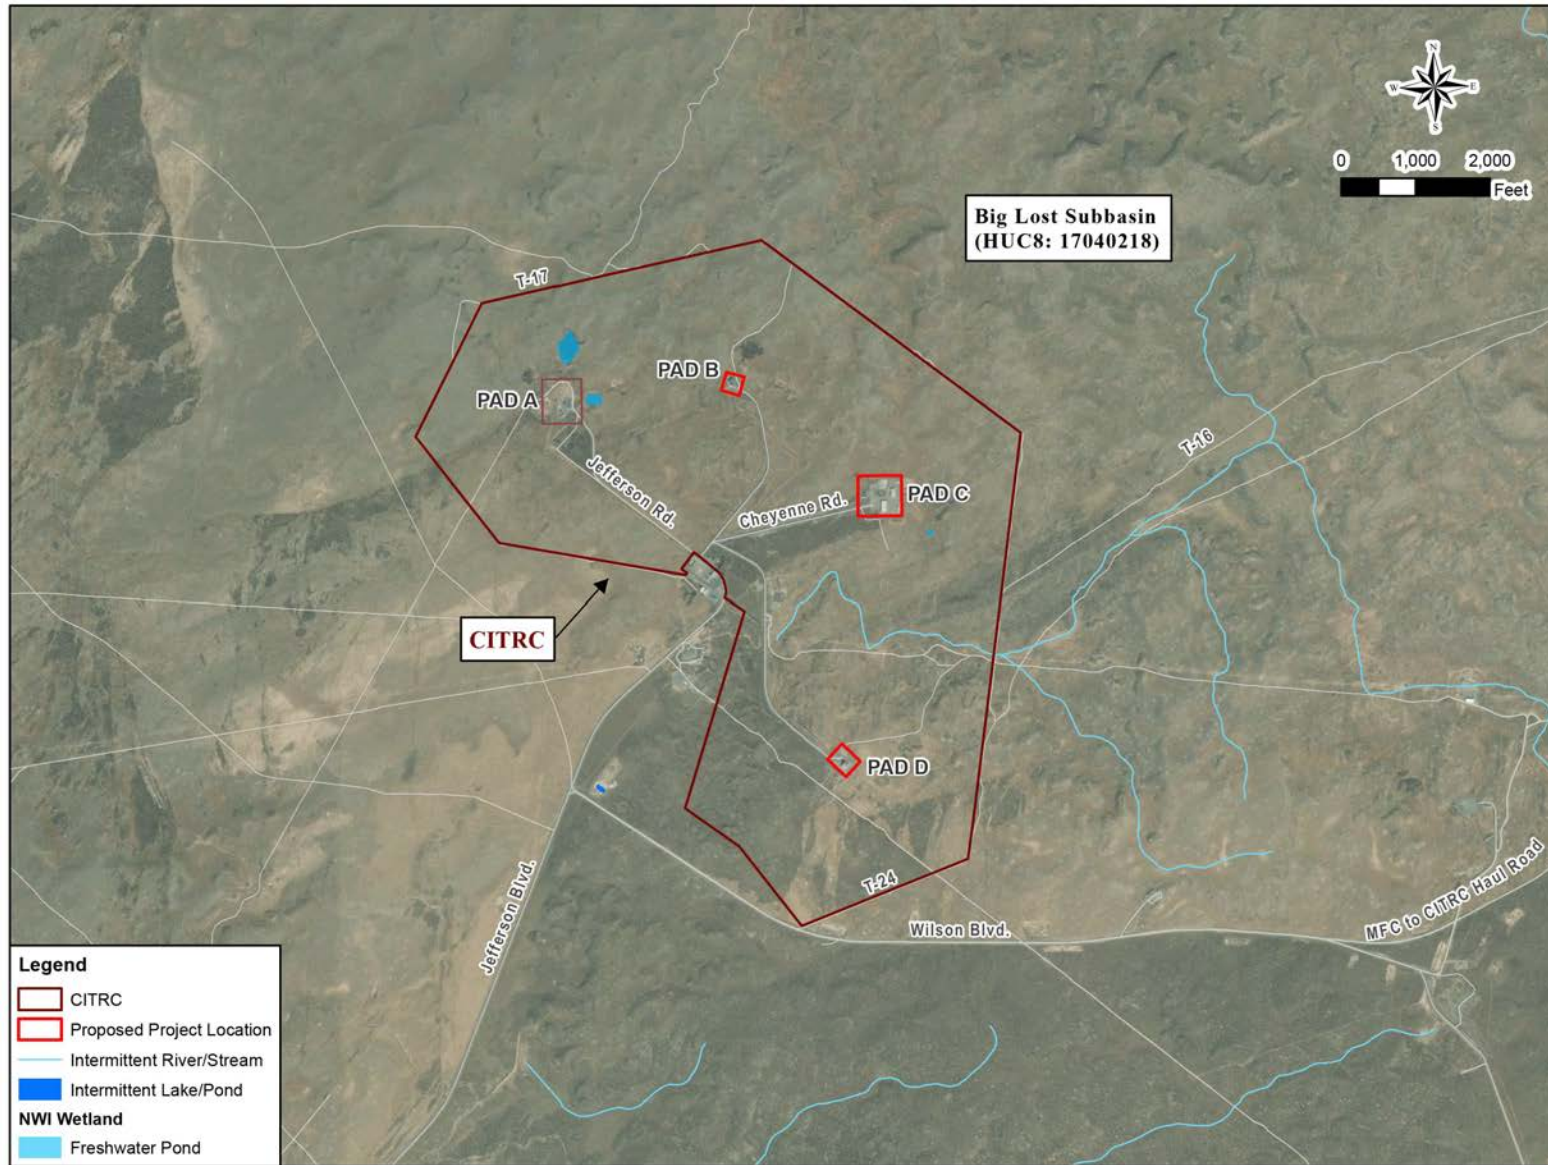 N
W
E
S
0 1,000 2,000
Feet
Big Lost Subbasin
(HUC8: 17040218)
T-17
PAD B
PAD A
T-16
Jefferson Rd.
PAD C
Cheyenne Rd.
CITRC
PAD D
T-24
Jefferson Blvd.
Wilson Blvd.
MFC to CITRC Haul Road
Legend
CITRC
Proposed Project Location
Intermittent River/Stream
Intermittent Lake/Pond
NWI Wetland
Freshwater Pond